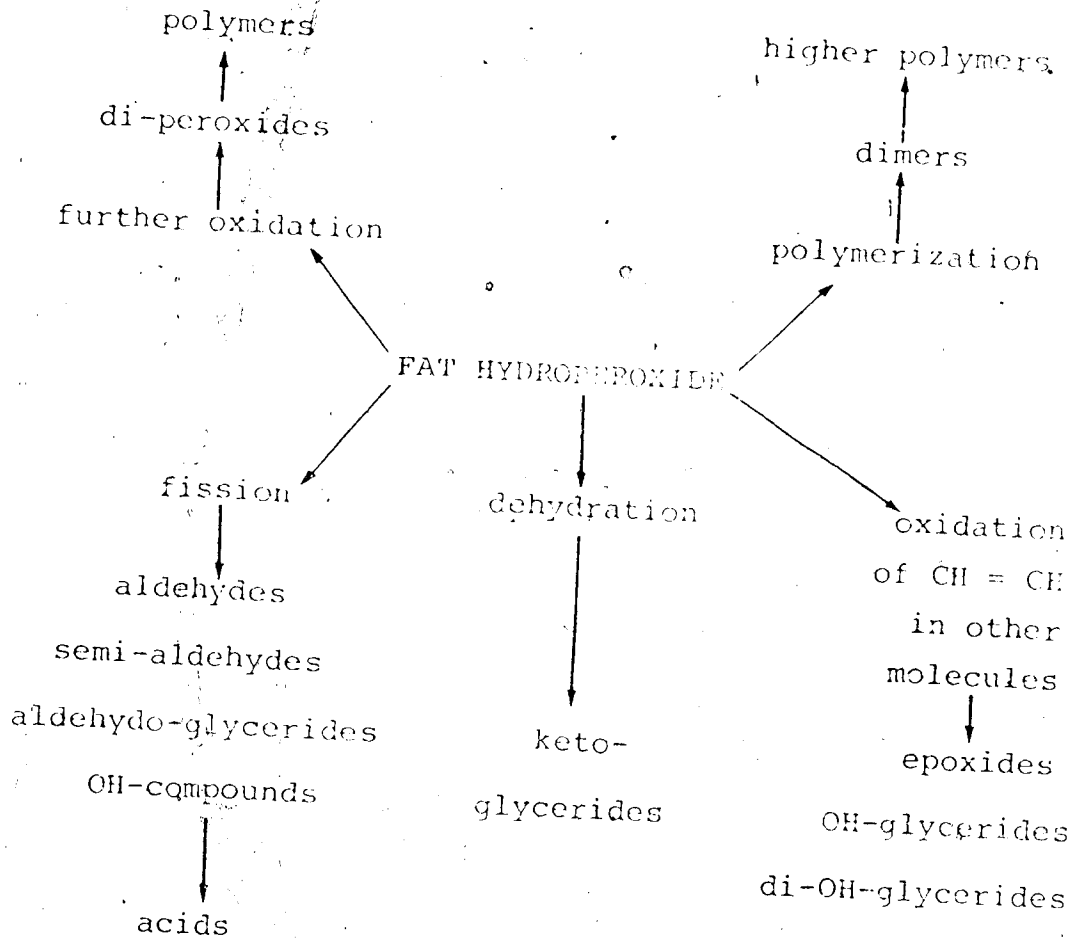 polymers
di-peroxides
further oxidation
higher polymers
dimers
polymerization
FAT HYDROPEROXIDE
fission
aldehydes
semi-aldehydes
aldehydo-glycerides
OH-compounds
acids
dehydration
keto-
glycerides
oxidation
of CH = CH
in other
molecules
epoxides
OH-glycerides
di-OH-glycerides